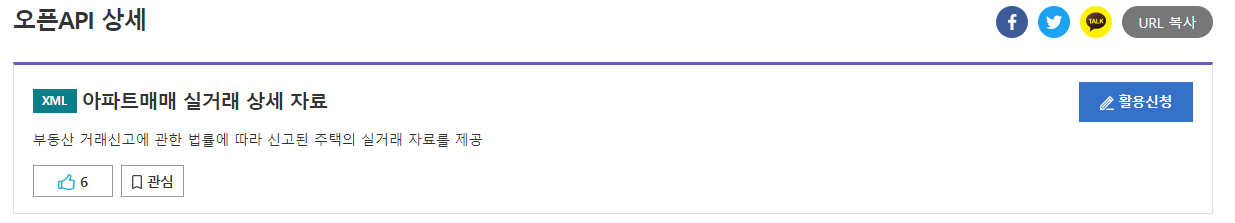 오픈API 상세
TALK
URL 복사
XML 아파트매매 실거래 상세 자료
활용신청
부동산 거래신고에 관한 법률에 따라 신고된 주택의 실거래 자료를 제공
6 관심